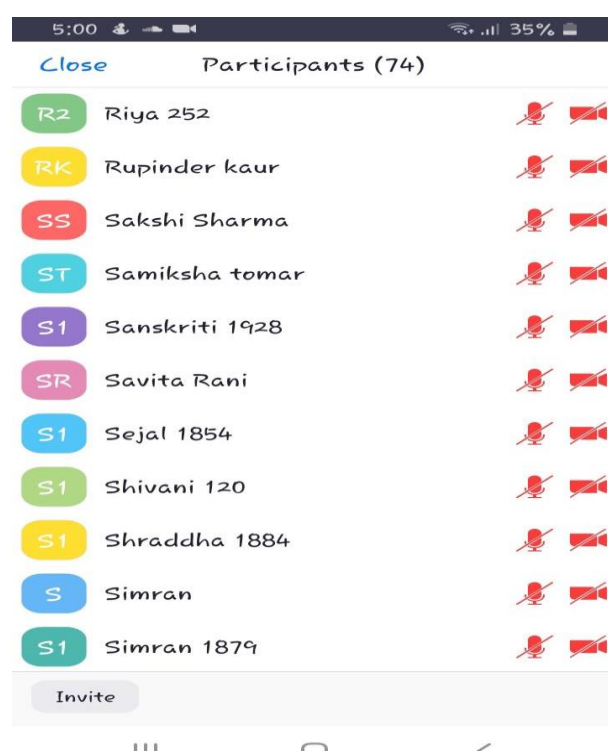 5:00 35%
Close Participants (74)
R2 Riya 252
RK Rupinder kaur
SS Sakshi Sharma
ST Samiksha tomar
S1 Sanskriti 1928
SR Savita Rani
S1 Sejal 1854
S1 Shivani 120
S1 Shraddha 1884
S Simran
S1 Simran 1879
Invite